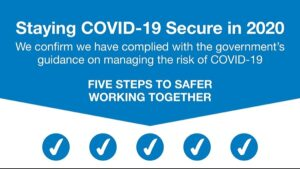 Staying COVID-19 Secure in 2020
We confirm we have complied with the government's
guidance on managing the risk of COVID-19
FIVE STEPS TO SAFER
WORKING TOGETHER